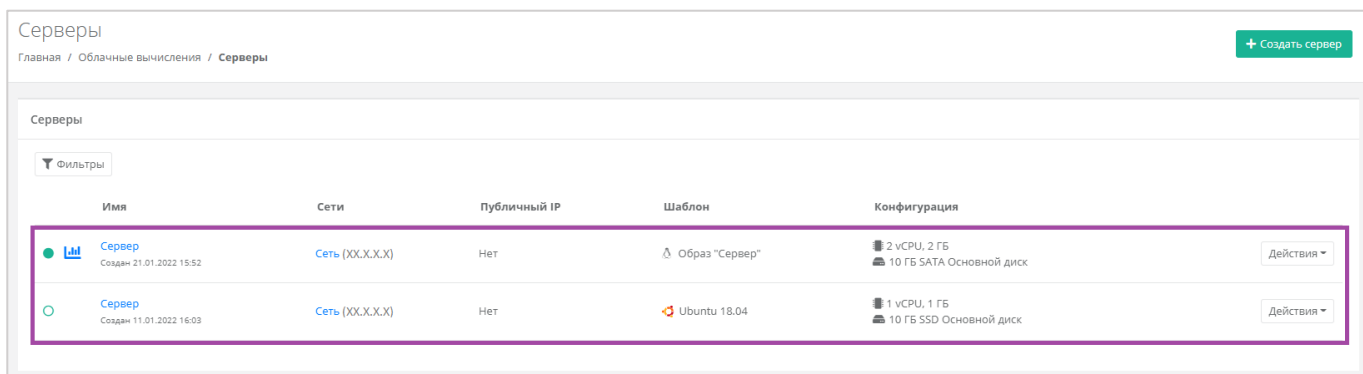 Серверы
Главная / Облачные вычисления / Серверы
+ Создать сервер
Серверы
Фильтры
Имя Сети Публичный IP Шаблон Конфигурация
Сервер
Создан 21.01.2022 15:52
Сеть (XX.X.X.X)
Нет
Образ "Сервер"
2 vCPU, 2 ГБ
10 ГБ SATA Основной диск
Действия
Сервер
Создан 11.01.2022 16:03
Сеть (XX.X.X.X)
Нет
Ubuntu 18.04
1 vCPU, 1 ГБ
10 ГБ SSD Основной диск
Действия